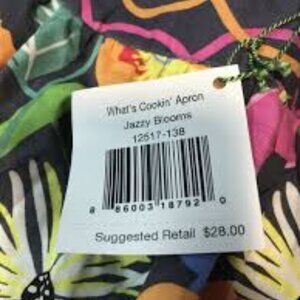 What's Cookin' Apron
Jazzy Blooms
12517-138
8 86003 18792 0
Suggested Retail $28.00